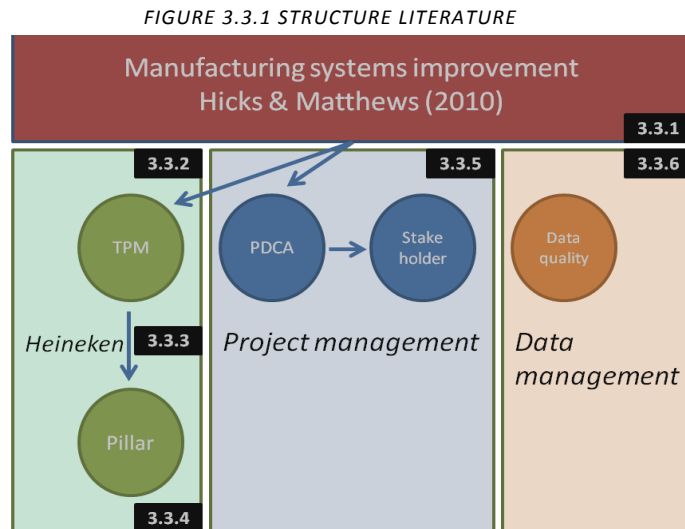 FIGURE 3.3.1 STRUCTURE LITERATURE
Manufacturing systems improvement
Hicks & Matthews (2010)
3.3.1
3.3.2
TPM
Heineken
3.3.3
Pillar
3.3.4
3.3.5
PDCA
Stake
holder
Project management
3.3.6
Data
quality
Data
management